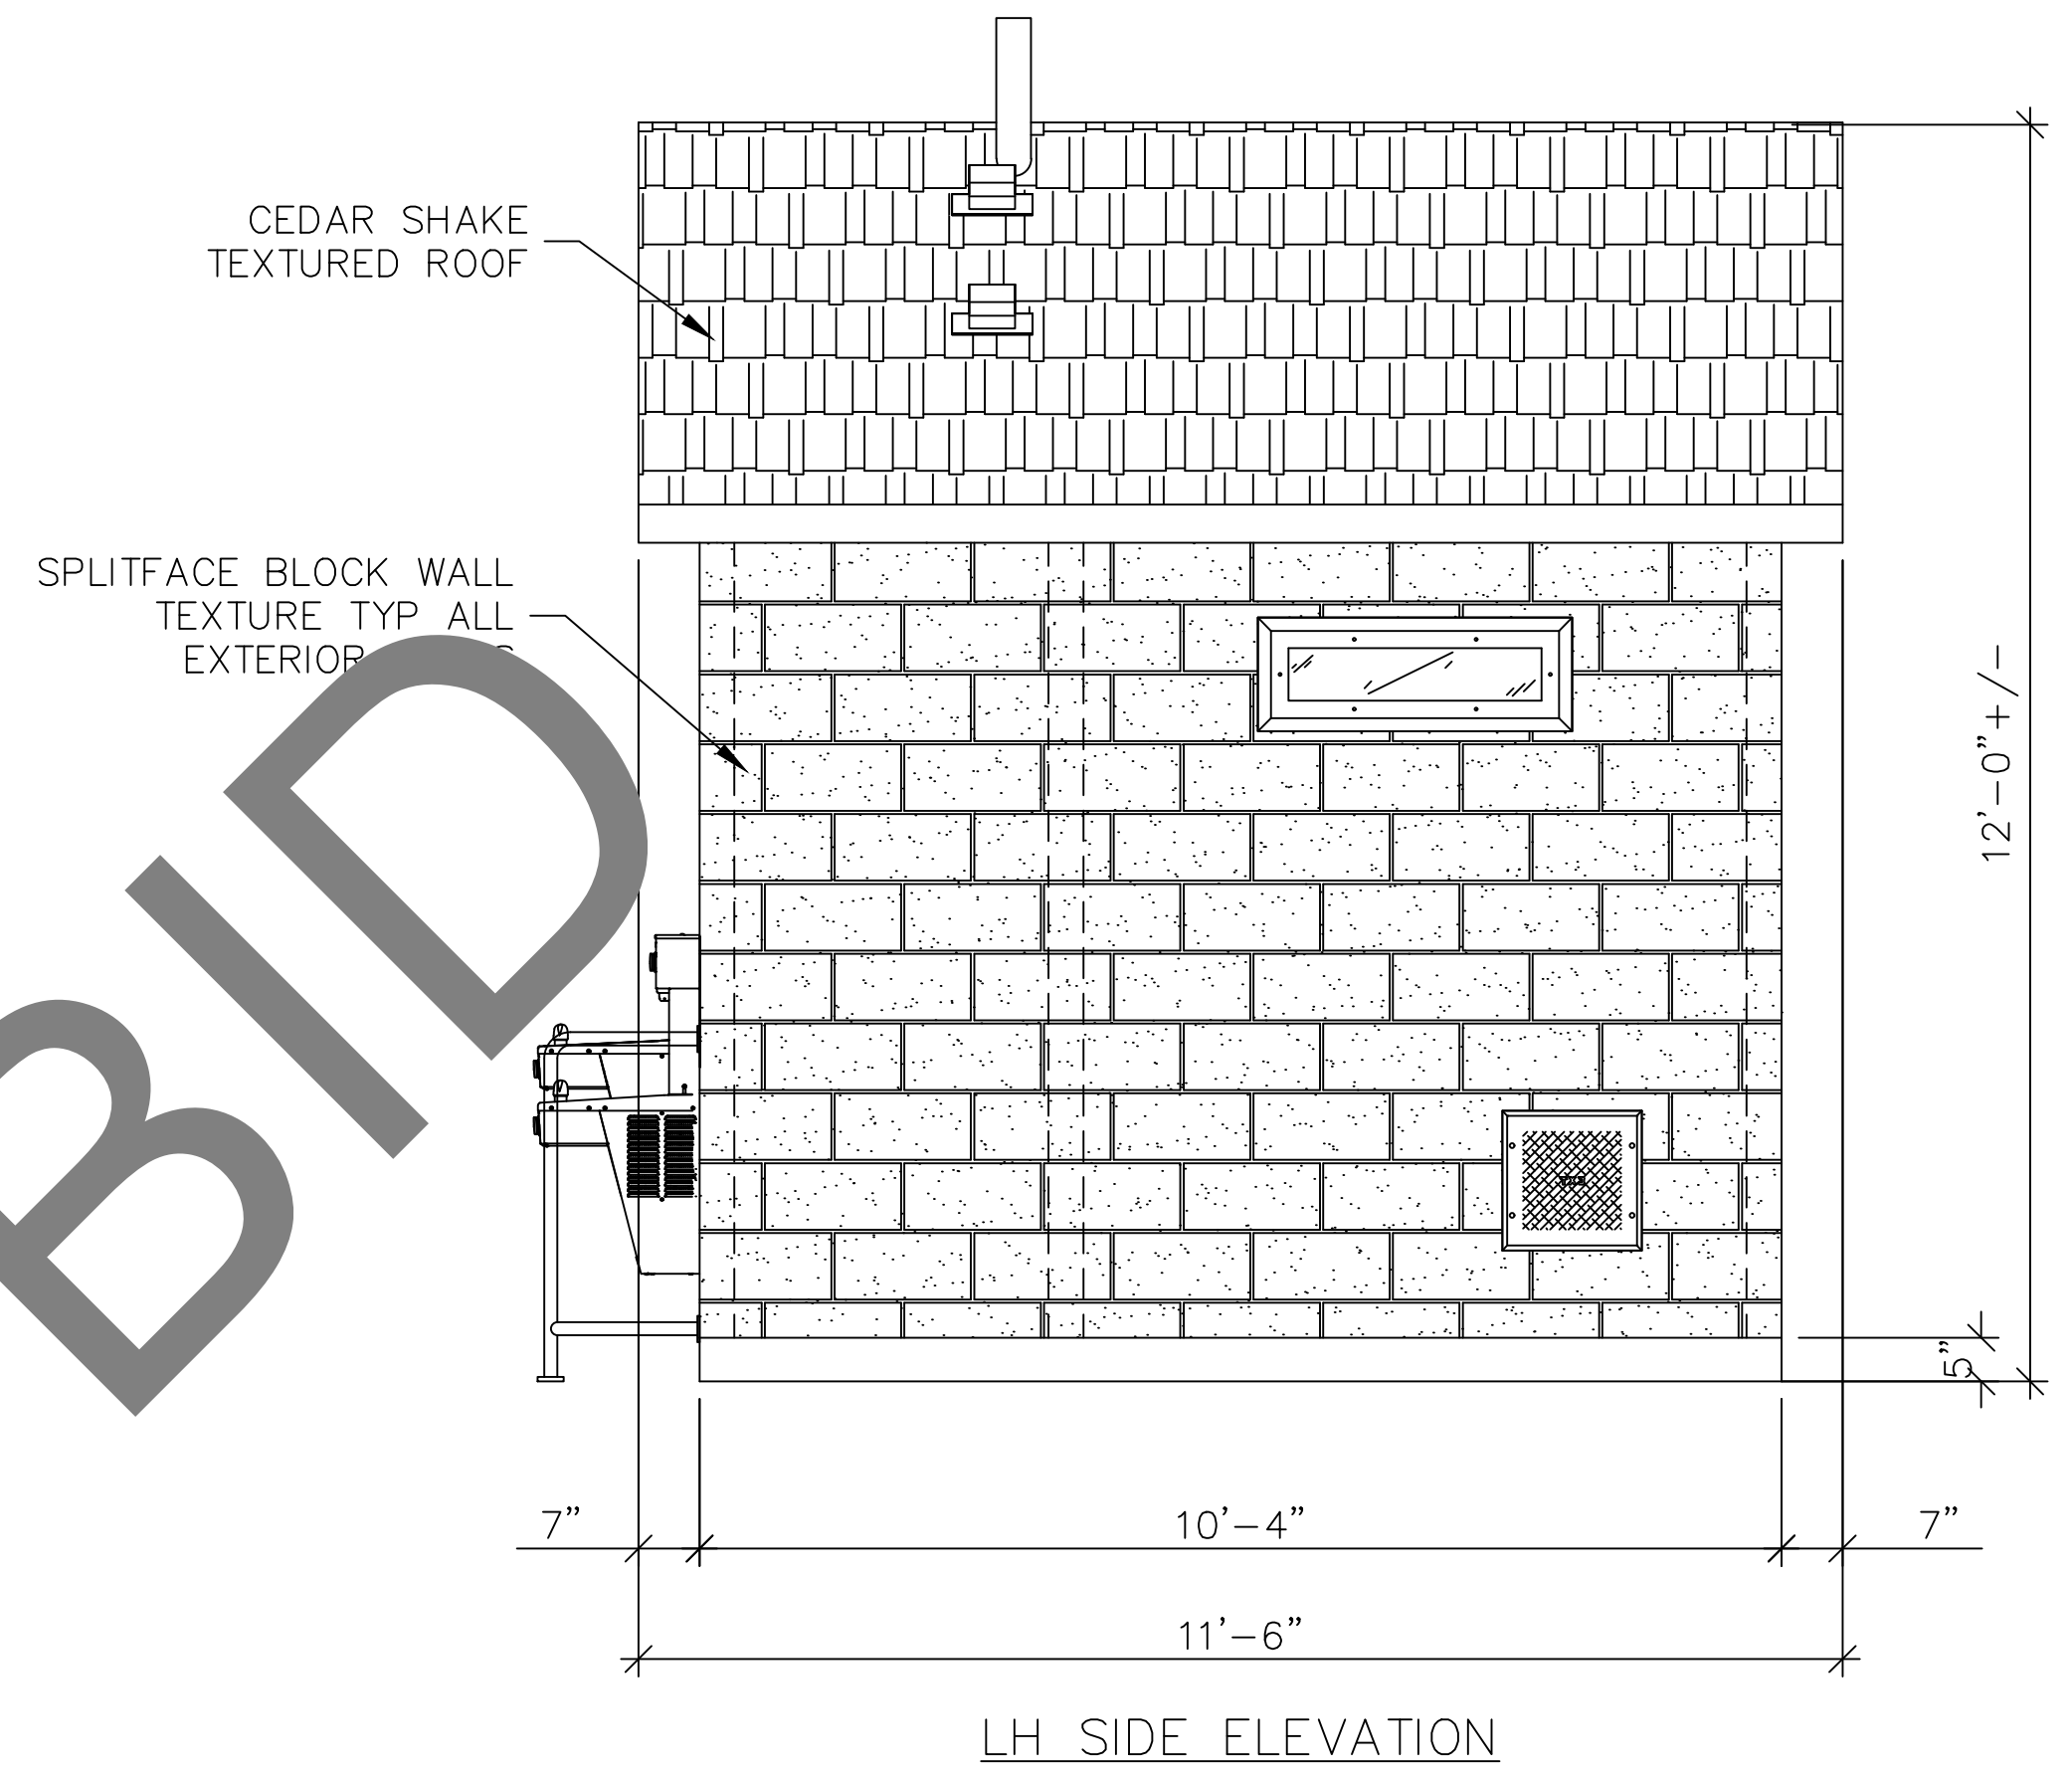 CEDAR SHAKE
TEXTURED ROOF
SPLITFACE BLOCK WALL
TEXTURE TYP ALL
EXTERIOR
BID
12'-0"+/-
5"
7"
10'-4"
7"
11'-6"
LH SIDE ELEVATION